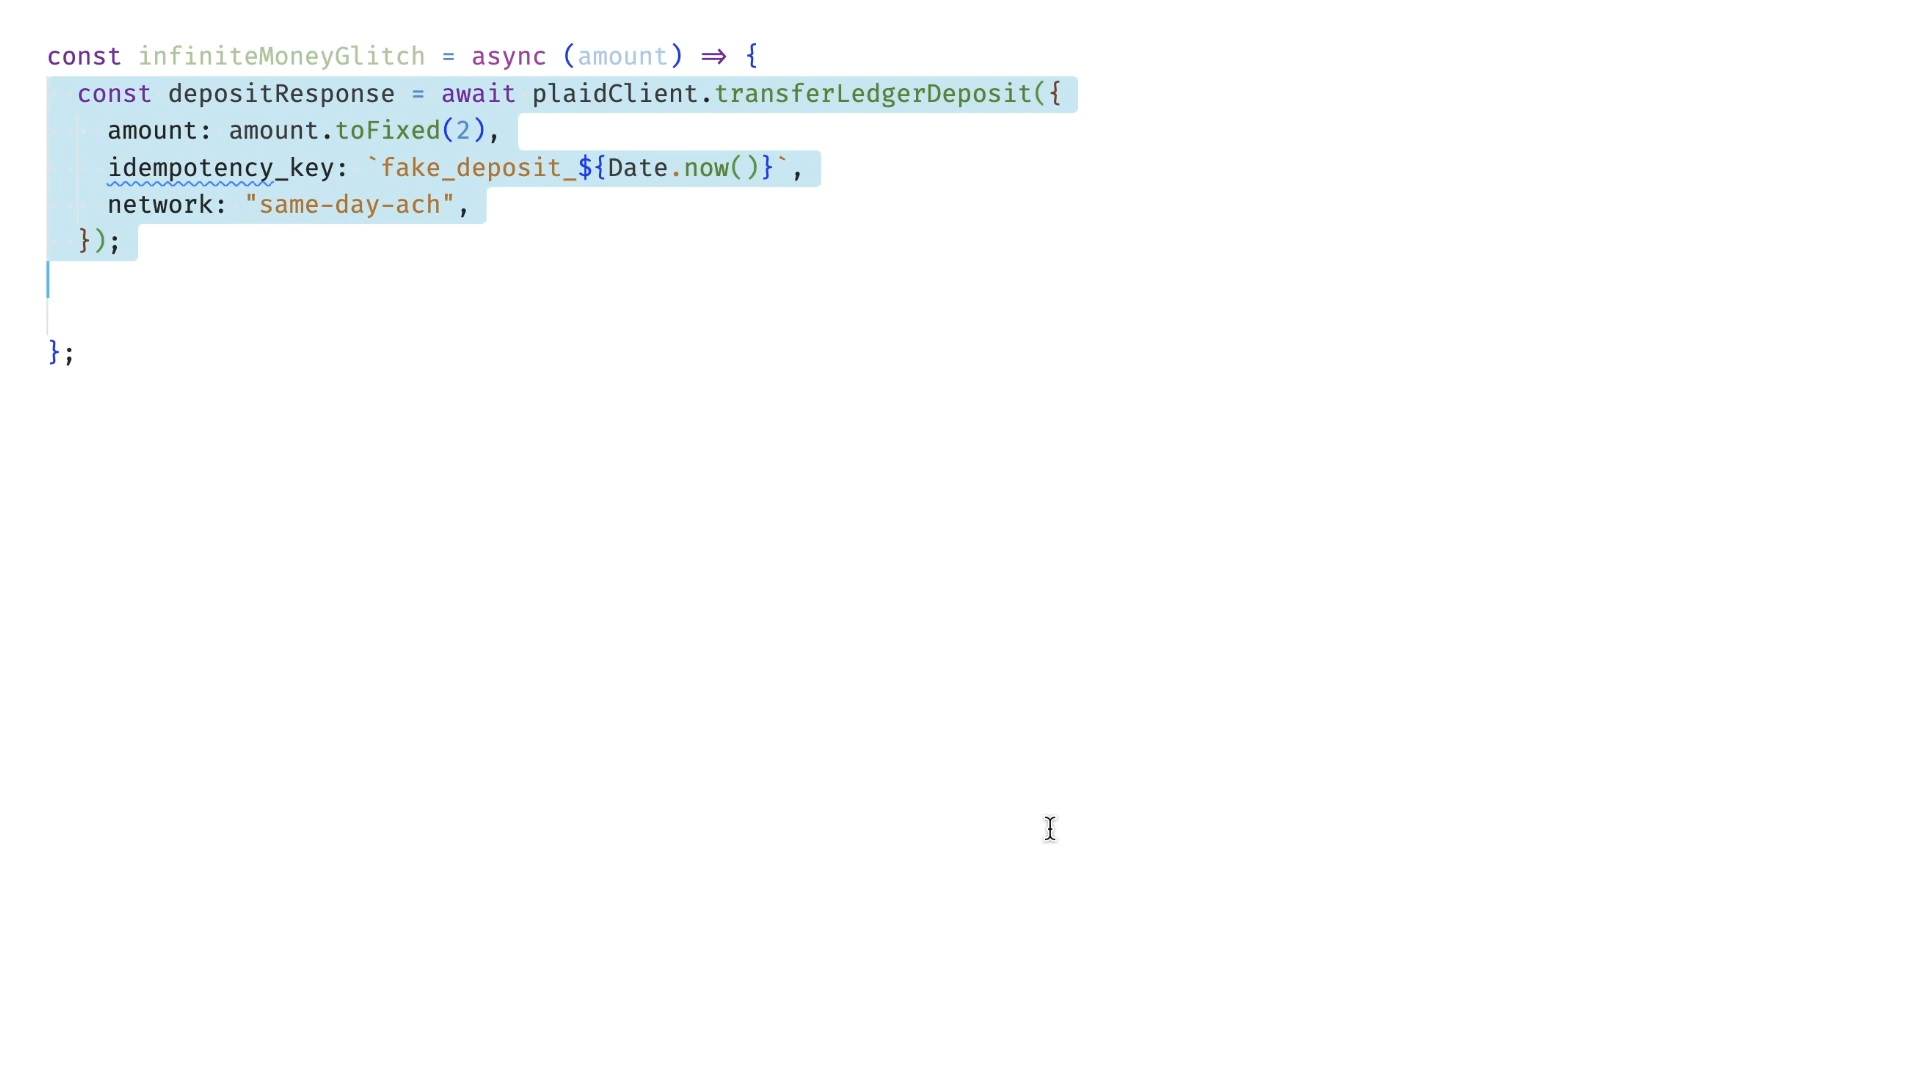 const infiniteMoneyGlitch = async (amount) => {
const depositResponse = await plaidClient.transferLedgerDeposit({
amount: amount.toFixed(2),
idempotency_key: `fake_deposit_${Date.now()}`,
network: "same-day-ach",
});
};